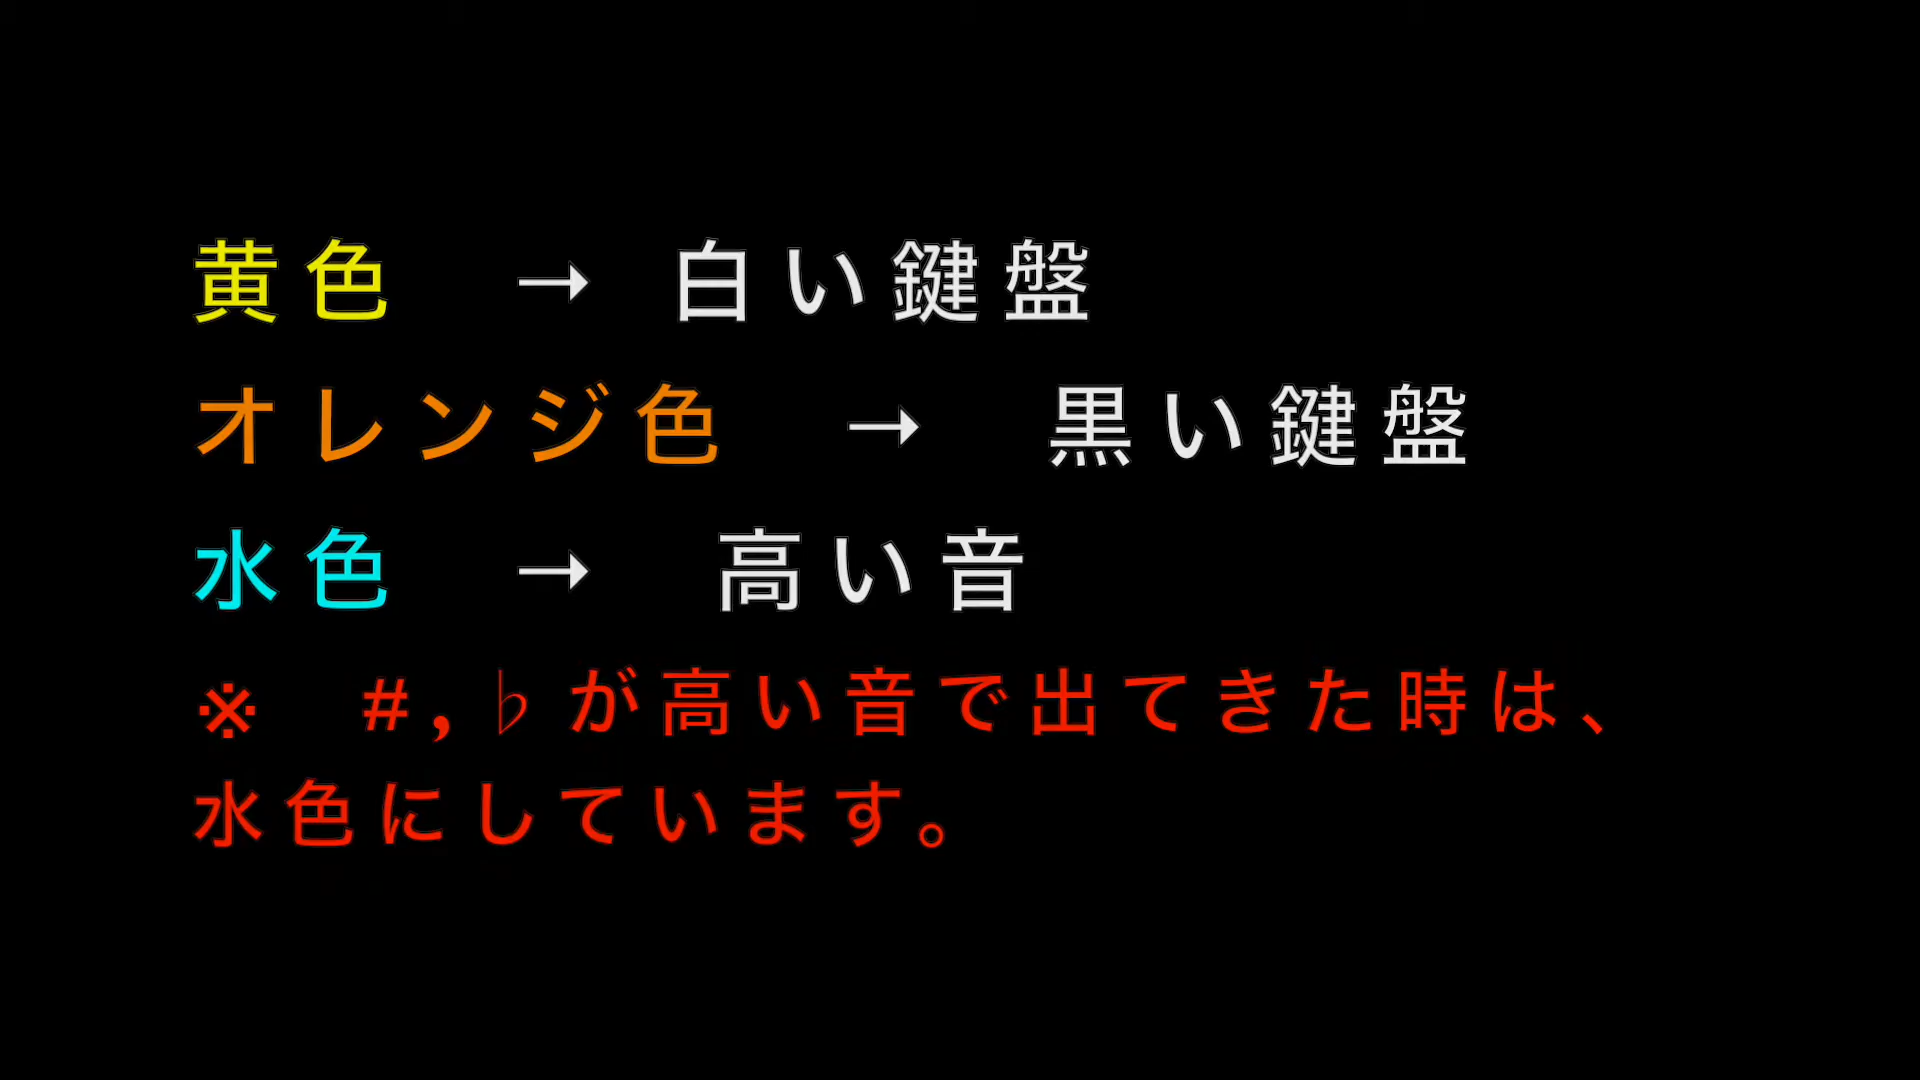 黄色　→ 白い鍵盤
オレンジ色　→　黒い鍵盤
水色　→　高い音
※　#,♭が高い音で出てきた時は、
水色にしています。